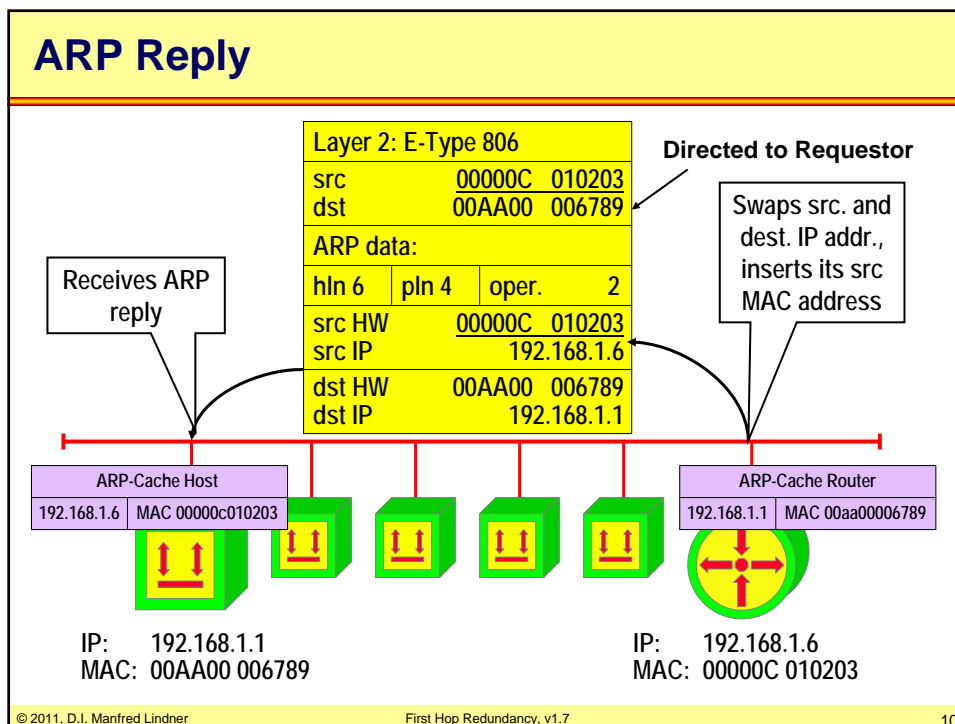 ARP Reply
Layer 2: E-Type 806
src 00000C 010203
dst 00AA00 006789
ARP data:
hln 6 pln 4 oper. 2
src HW 00000C 010203
src IP 192.168.1.6
dst HW 00AA00 006789
dst IP 192.168.1.1
Directed to Requestor
Swaps src. and
dest. IP addr.,
inserts its src
MAC address
Receives ARP
reply
ARP-Cache Host
192.168.1.6 MAC 00000c010203
ARP-Cache Router
192.168.1.1 MAC 00aa00006789
IP: 192.168.1.1
MAC: 00AA00 006789
IP: 192.168.1.6
MAC: 00000C 010203
© 2011, D.I. Manfred Lindner
First Hop Redundancy, v1.7
10